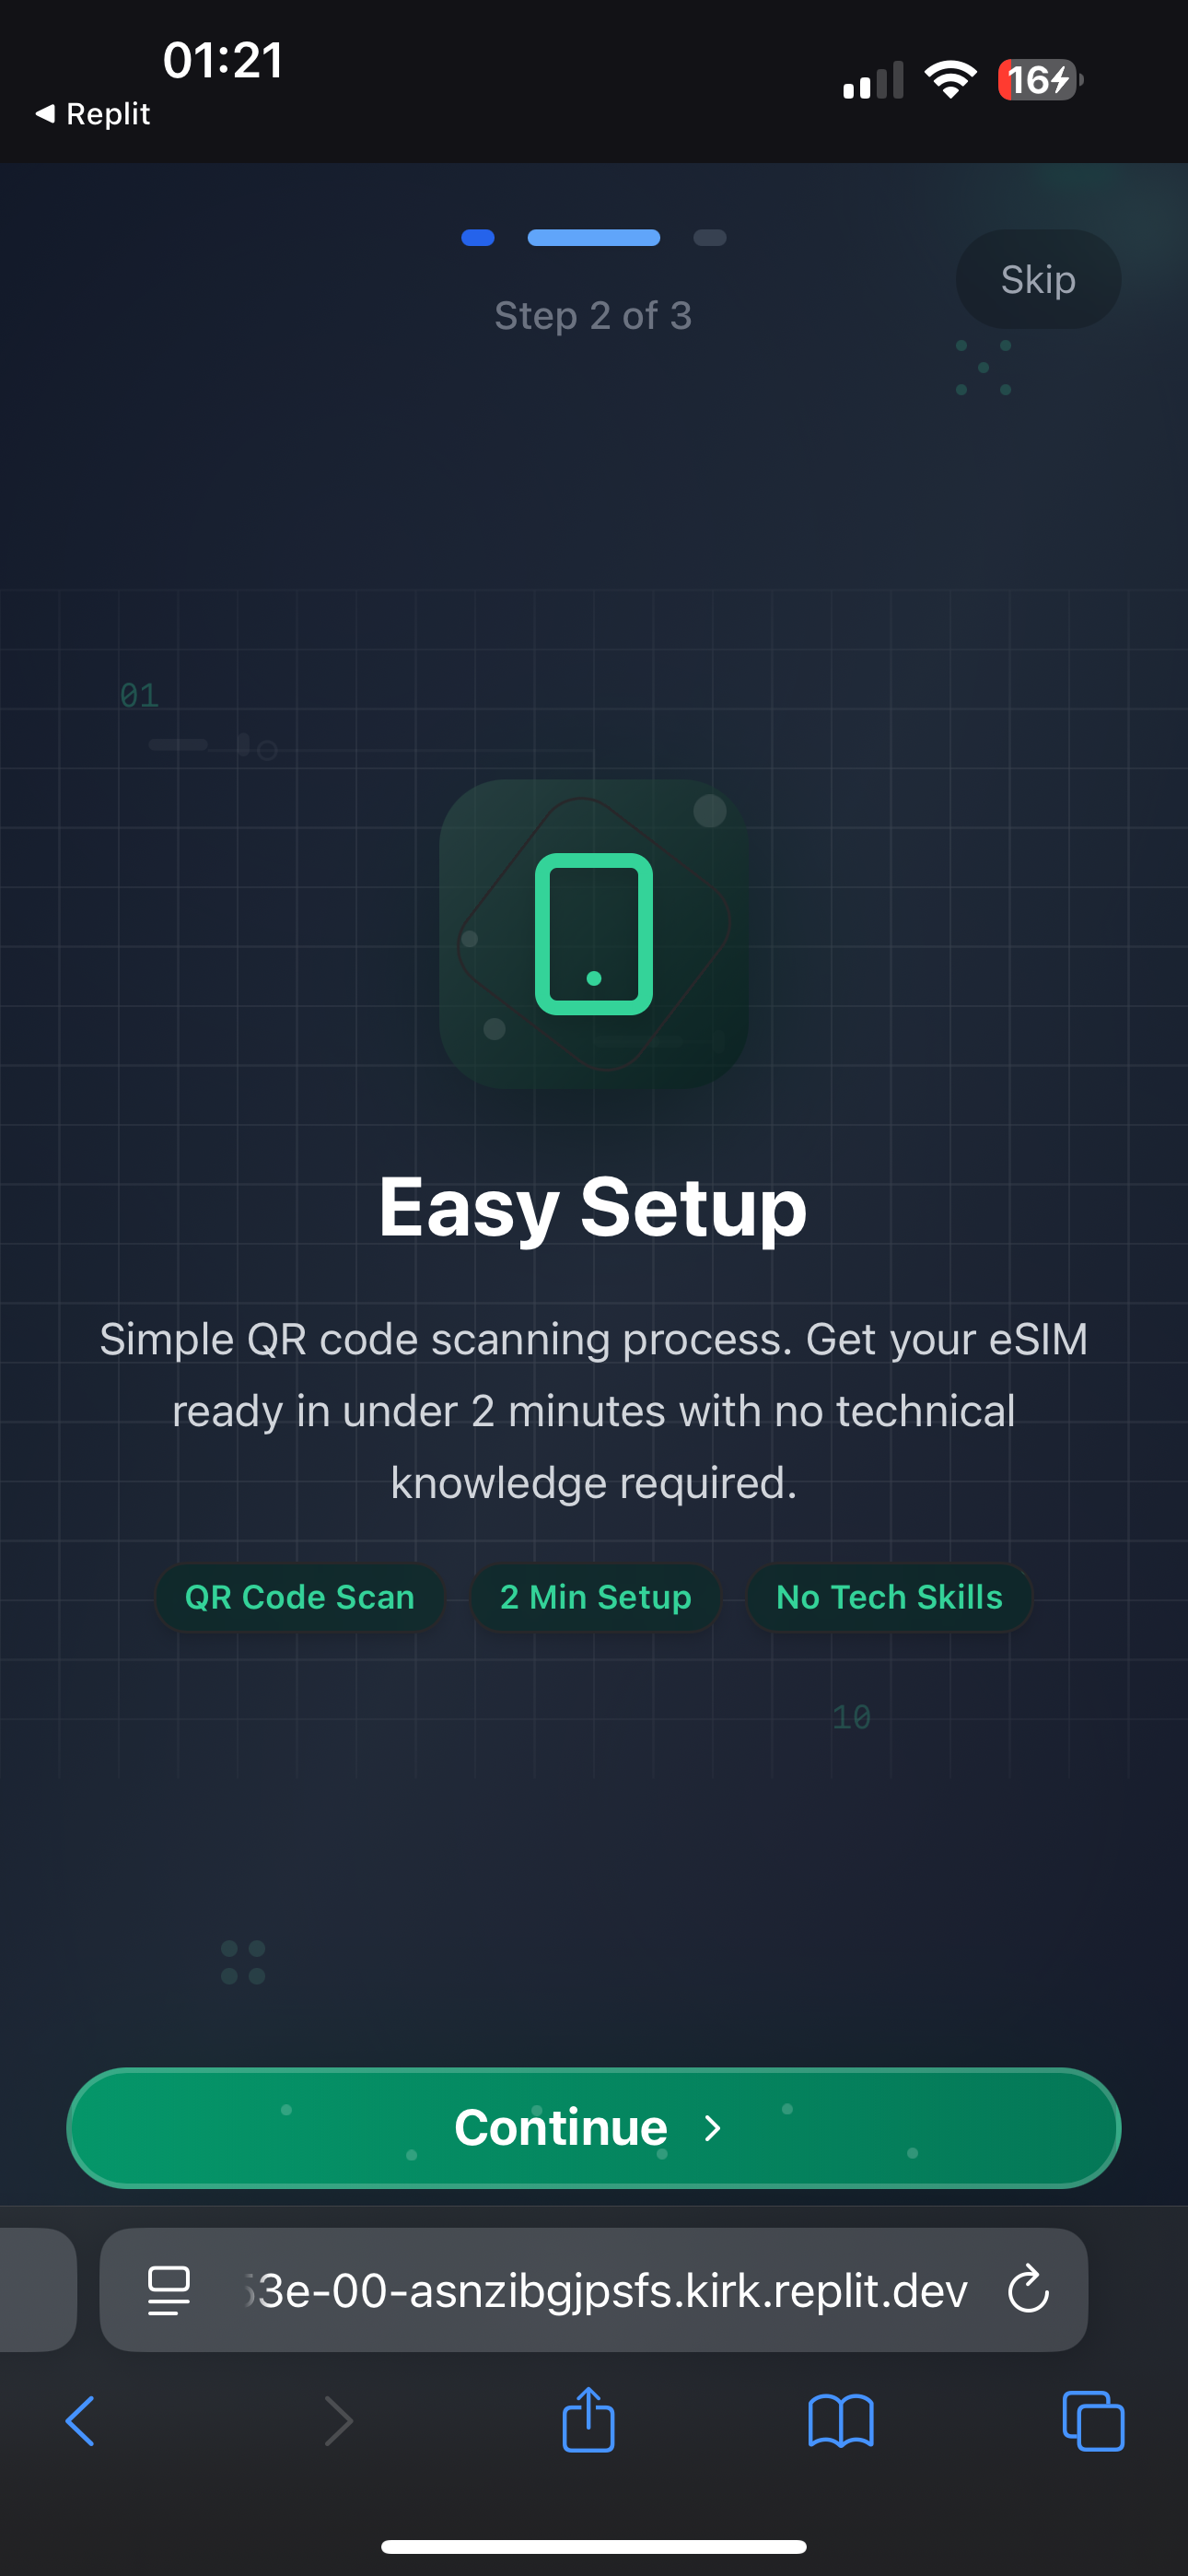 01:21
16
Replit
Skip
Step 2 of 3
01
Easy Setup
Simple QR code scanning process. Get your eSIM
ready in under 2 minutes with no technical
knowledge required.
QR Code Scan
2 Min Setup
No Tech Skills
10
Continue
3e-00-asnzibgjpsfs.kirk.replit.dev